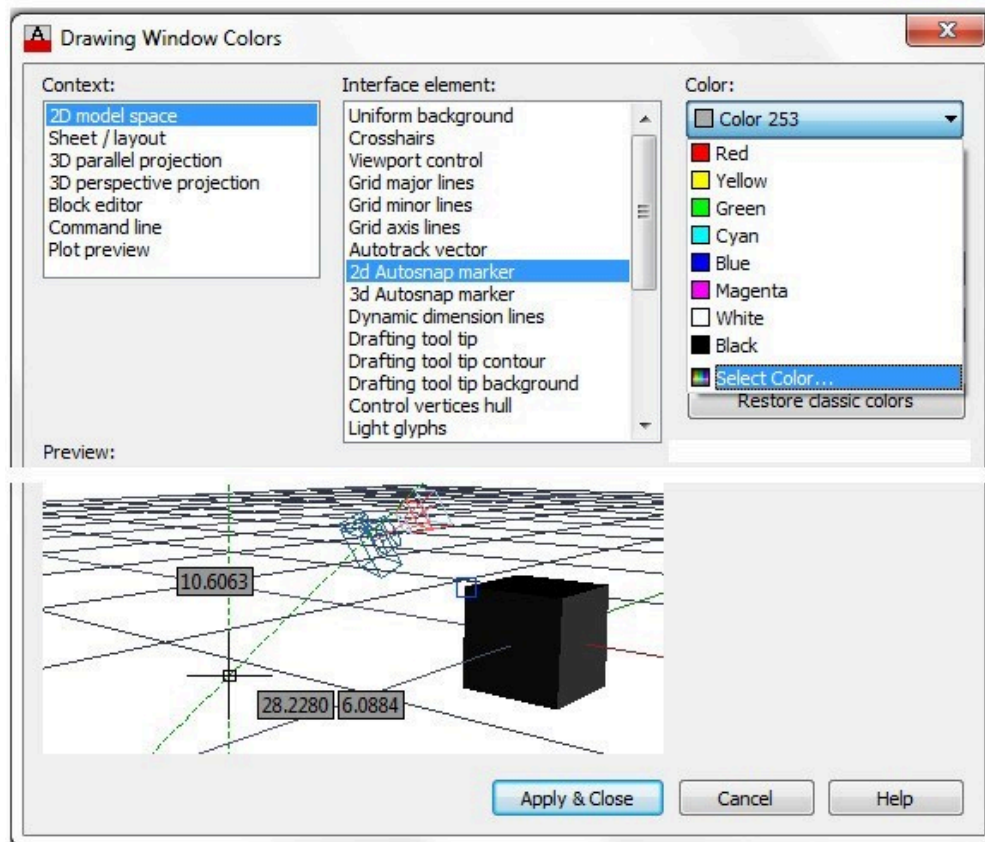 A Drawing Window Colors
Context:
2D model space
Sheet / layout
3D parallel projection
3D perspective projection
Block editor
Command line
Plot preview
Interface element:
Uniform background
Crosshairs
Viewport control
Grid major lines
Grid minor lines
Grid axis lines
Autotrack vector
2d Autosnap marker
3d Autosnap marker
Dynamic dimension lines
Drafting tool tip
Drafting tool tip contour
Drafting tool tip background
Control vertices hull
Light glyphs
Color:
Color 253
Red
Yellow
Green
Cyan
Blue
Magenta
White
Black
Select Color...
Restore classic colors
Preview:
10.6063
28.2280 6.0884
Apply & Close
Cancel
Help